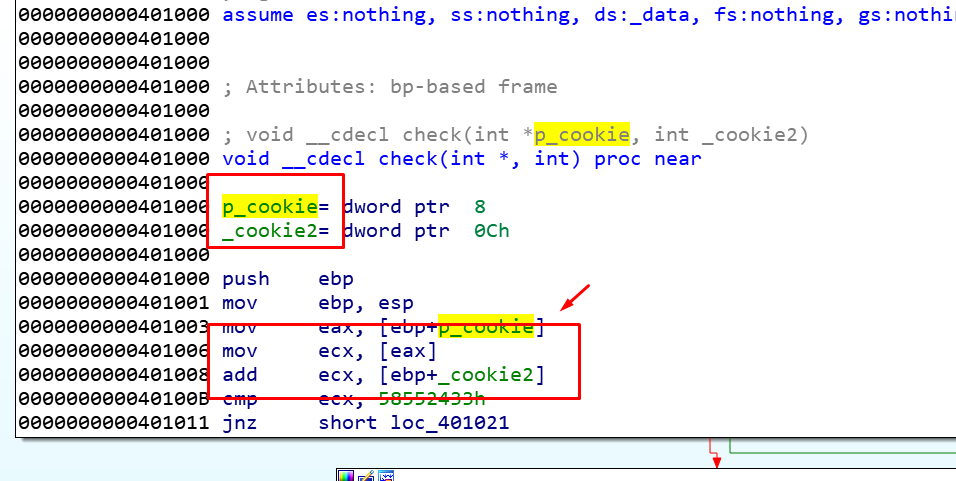 0000000000401000 assume es:nothing, ss:nothing, ds:_data, fs:nothing, gs:nothi
0000000000401000
0000000000401000
0000000000401000 ; Attributes: bp-based frame
0000000000401000
0000000000401000 ; void __cdecl check(int *p_cookie, int _cookie2)
0000000000401000 void __cdecl check(int *, int) proc near
0000000000401000
0000000000401000 p_cookie= dword ptr  8
0000000000401000 _cookie2= dword ptr  0Ch
0000000000401000
0000000000401000 push    ebp
0000000000401001 mov     ebp, esp
0000000000401003 mov     eax, [ebp+p_cookie]
0000000000401006 mov     ecx, [eax]
0000000000401008 add     ecx, [ebp+_cookie2]
000000000040100B cmp     ecx, 58552433h
0000000000401011 jnz     short loc_401021